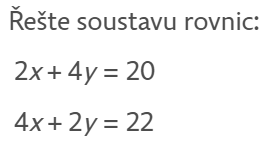 Řešte soustavu rovnic:
2x + 4y = 20
4x + 2y = 22